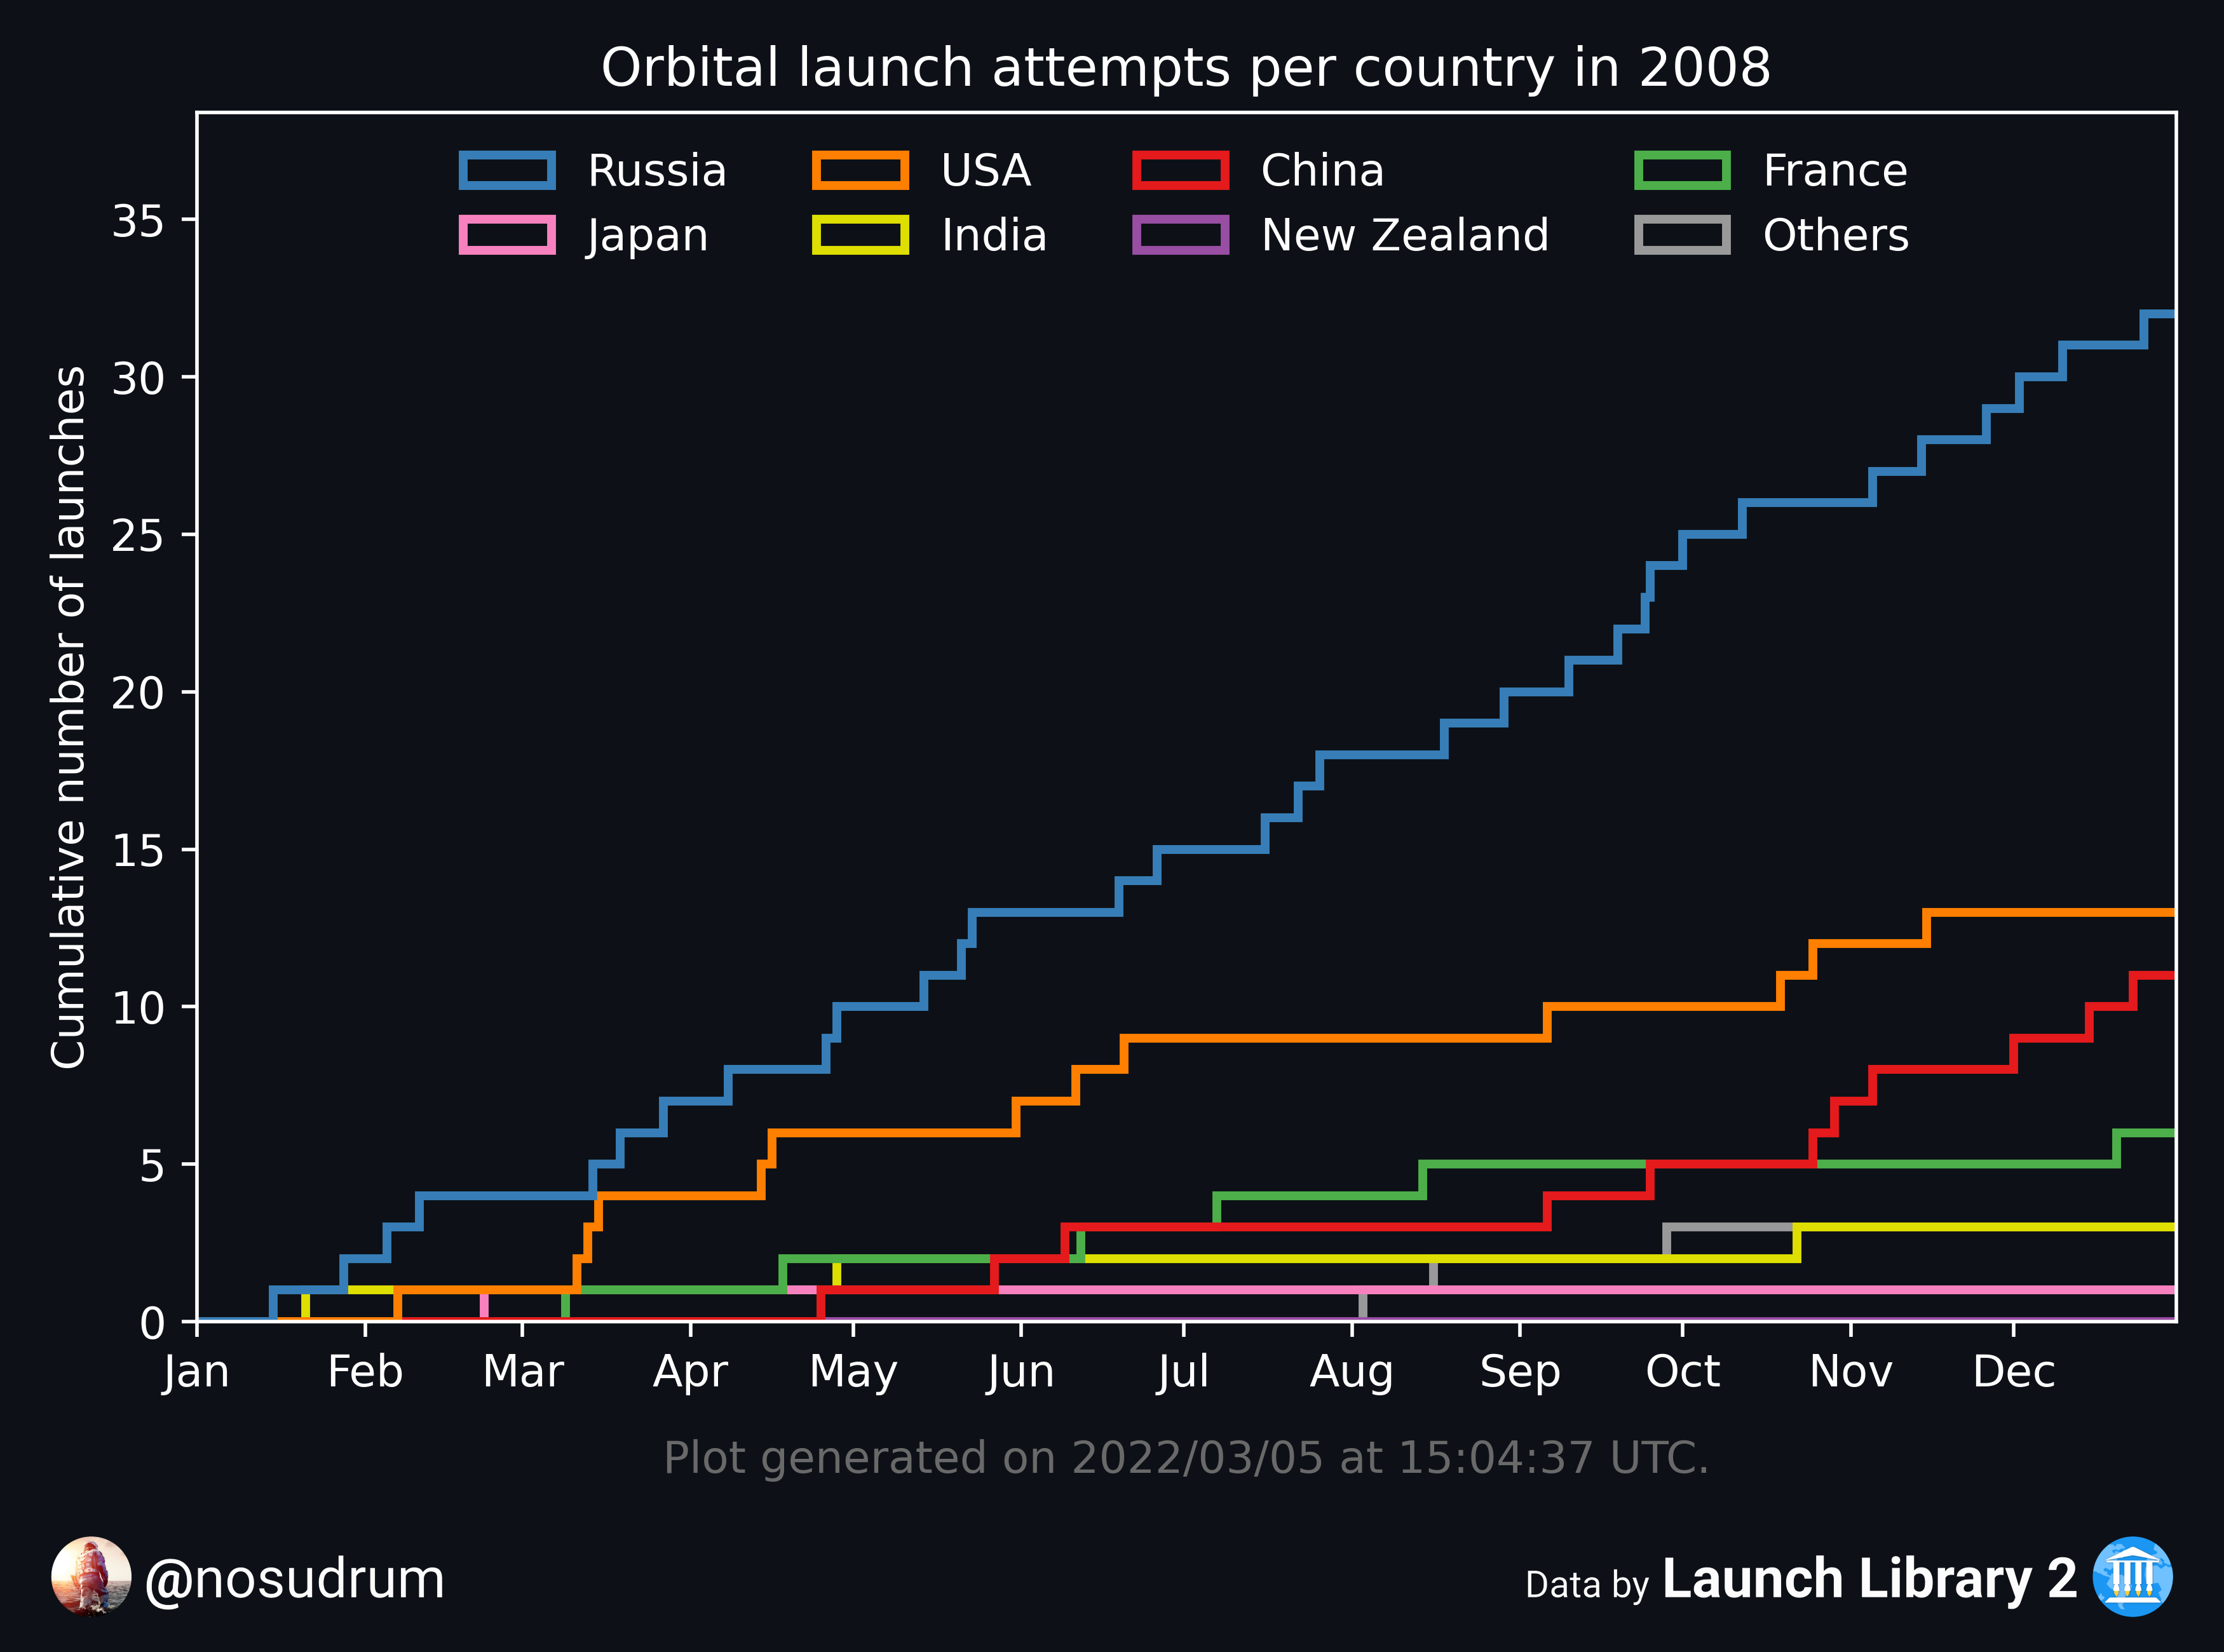 Orbital launch attempts per country in 2008
Russia USA China France
Japan India New Zealand Others
Cumulative number of launches
35
30
25
20
15
10
5
0
Jan Feb Mar Apr May Jun Jul Aug Sep Oct Nov Dec
Plot generated on 2022/03/05 at 15:04:37 UTC.
@nosudrum
Data by Launch Library 2